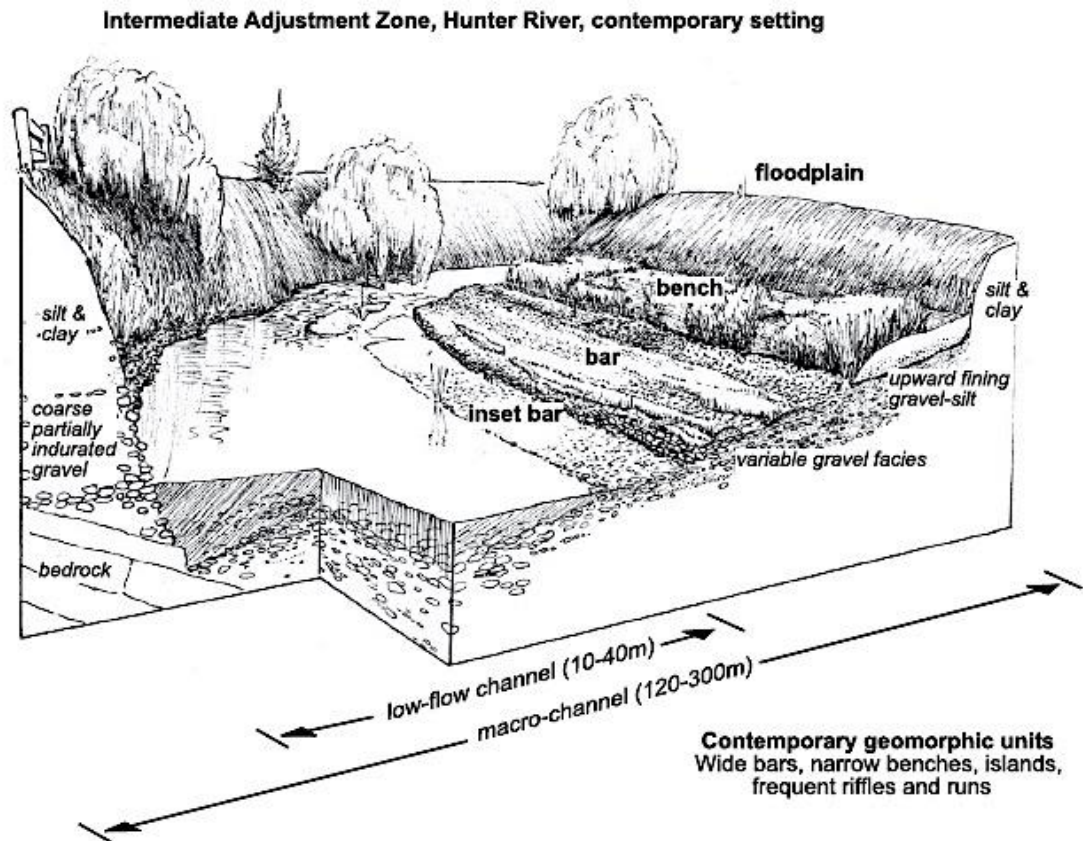 Intermediate Adjustment Zone, Hunter River, contemporary setting
floodplain
bench
silt &
clay
silt &
clay
bar
upward fining
gravel-silt
inset bar
coarse
partially
indurated
gravel
variable gravel facies
bedrock
low-flow channel (10-40m)
macro-channel (120-300m)
Contemporary geomorphic units
Wide bars, narrow benches, islands,
frequent riffles and runs